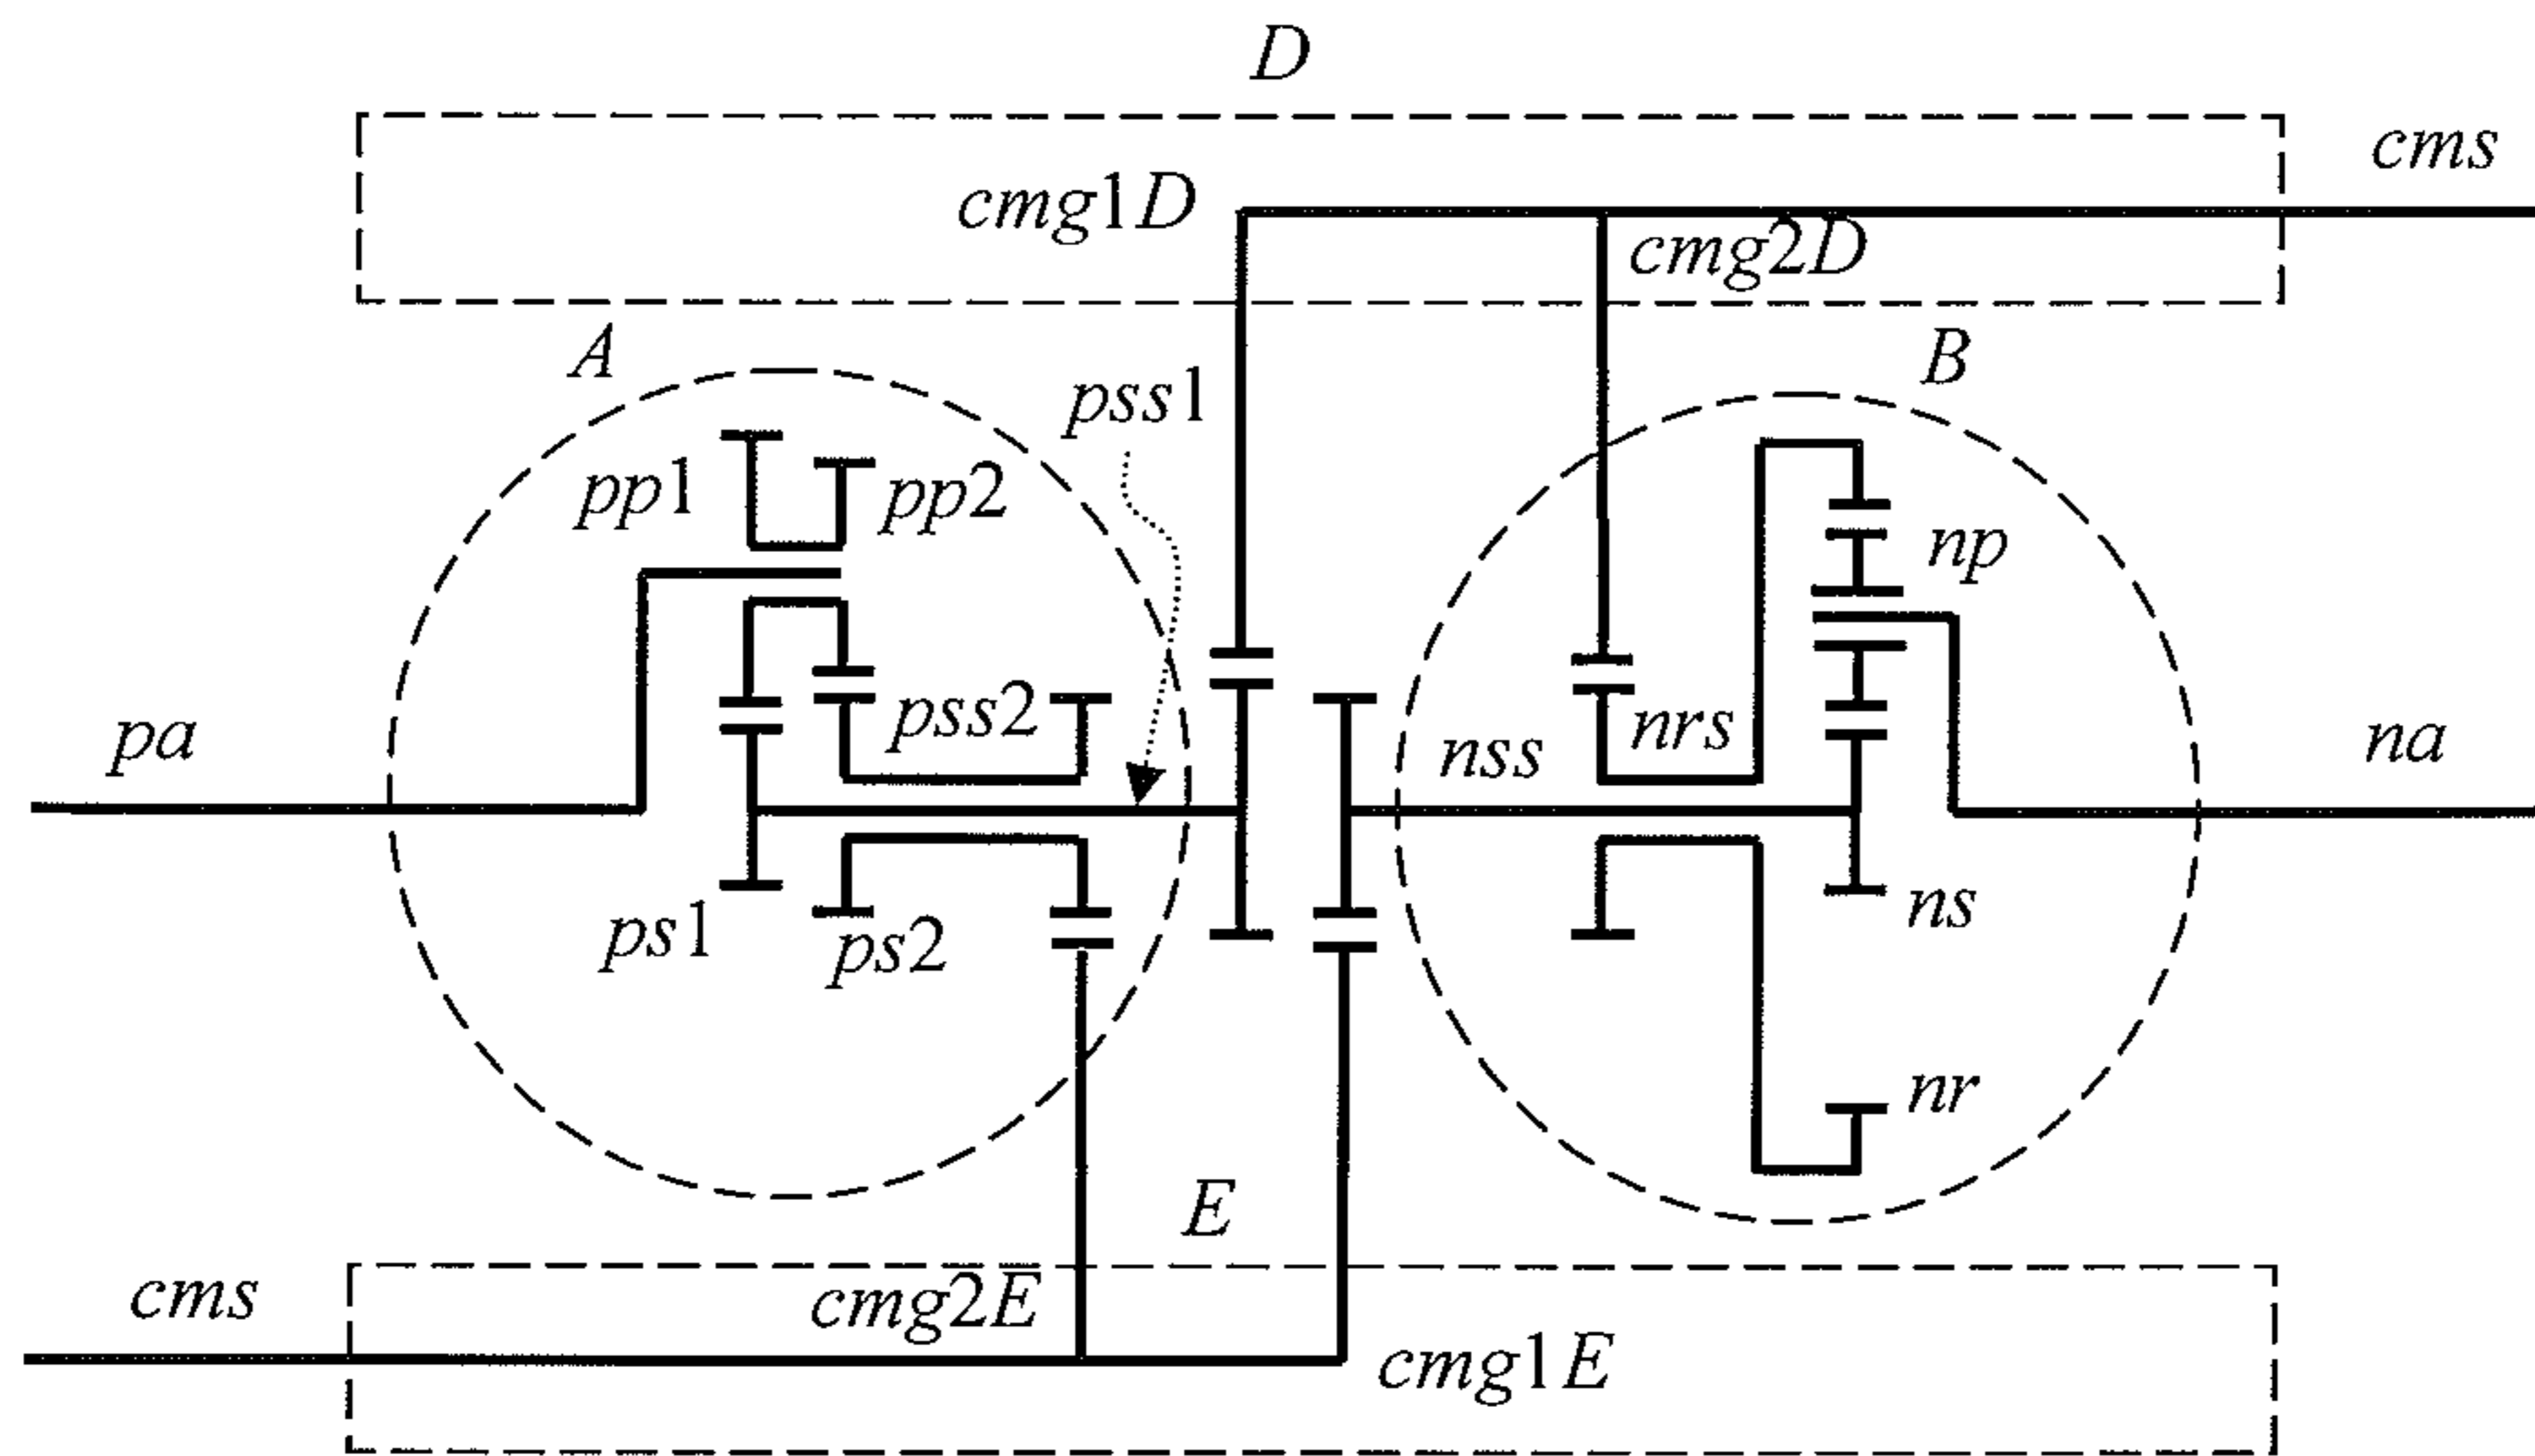 D
cms
cmg1D
cmg2D
A
B
pss1
pp1
pp2
np
pa
pss2
nss
nrs
na
ps1
ps2
ns
nr
E
cms
cmg2E
cmg1E